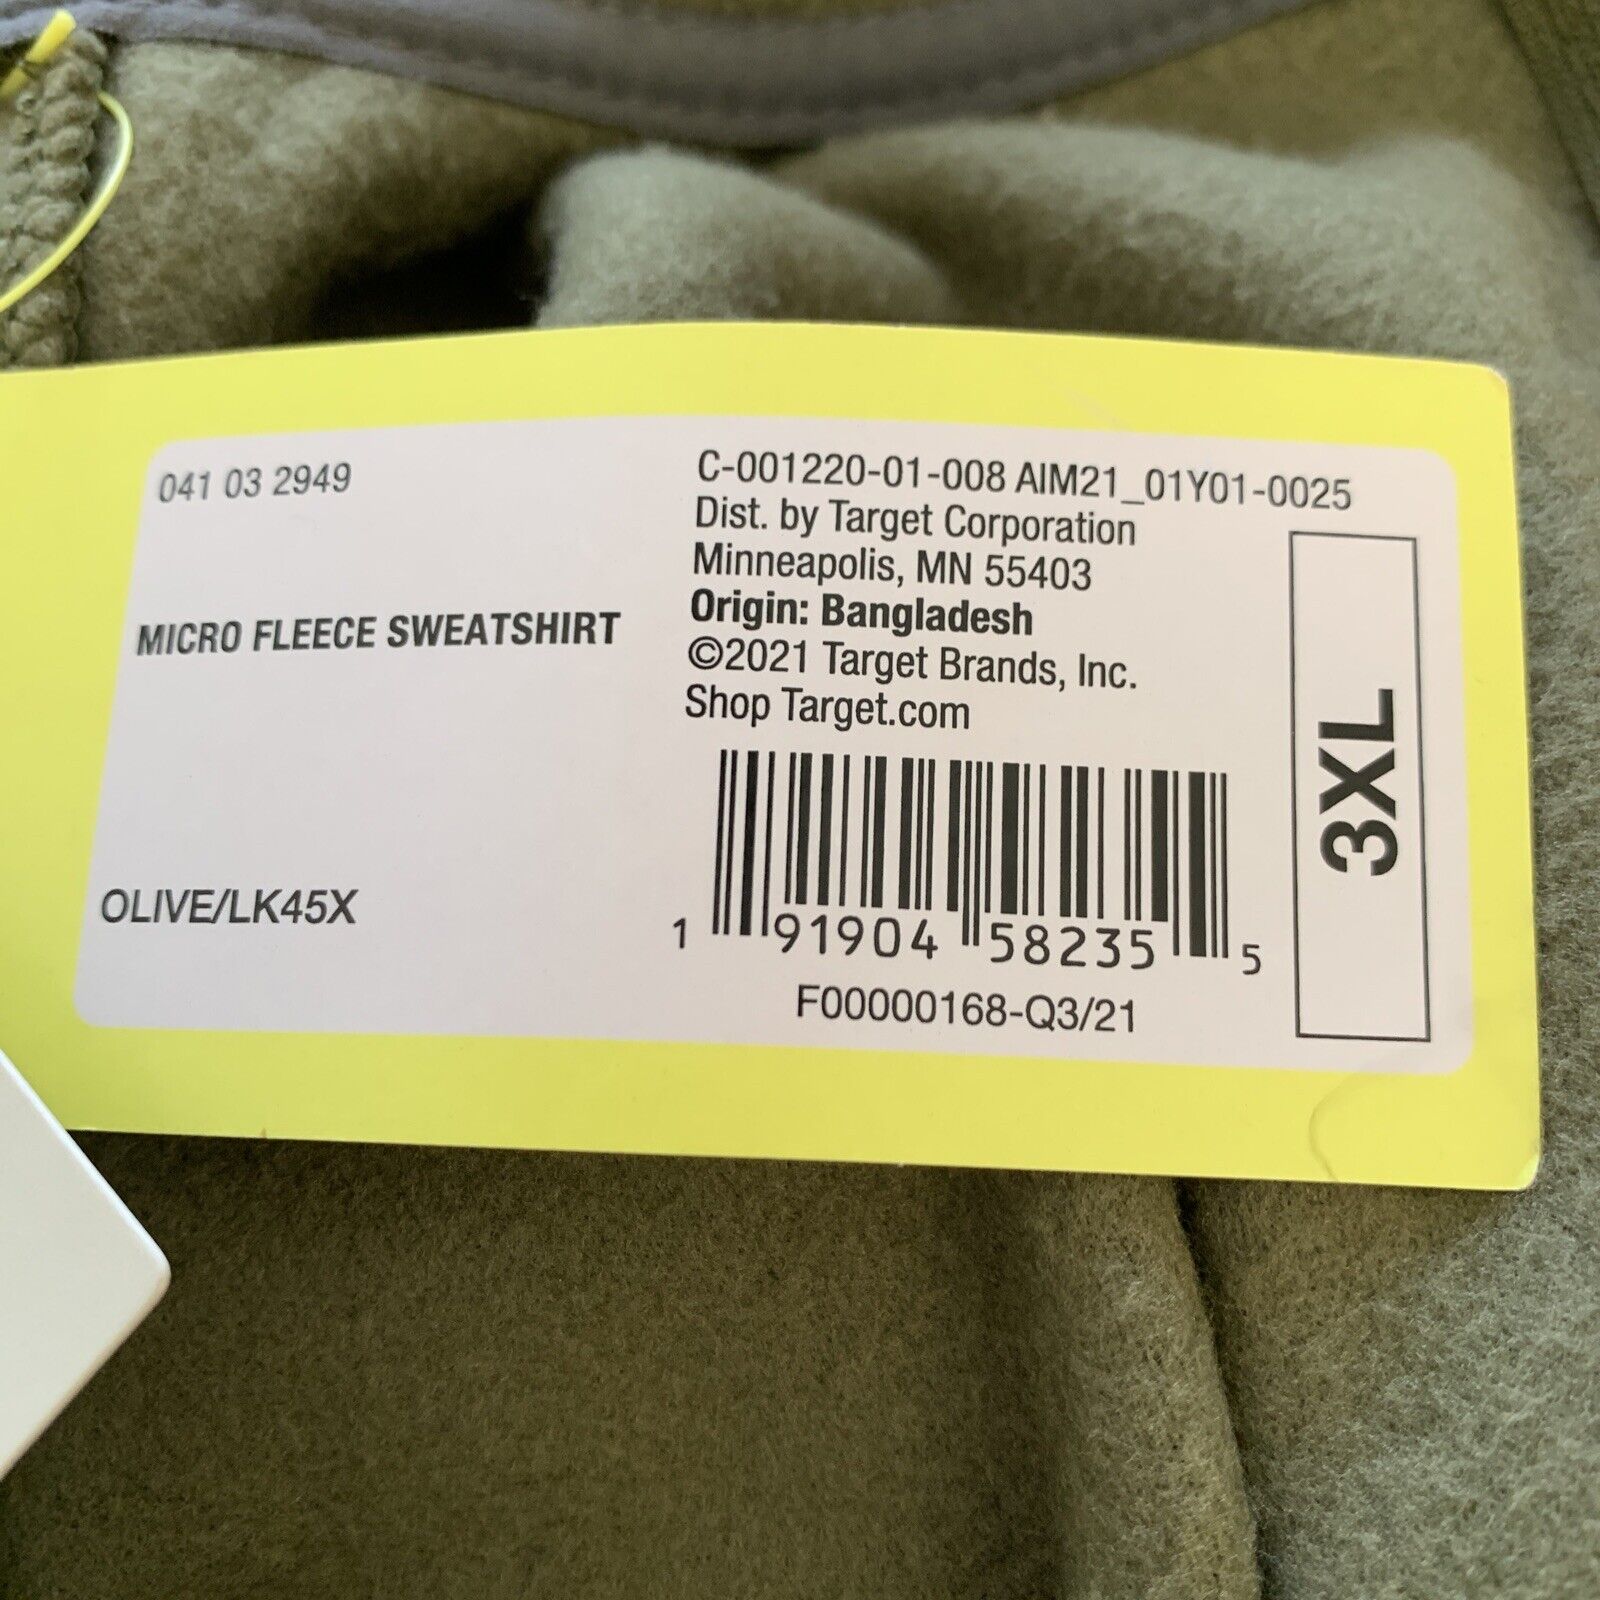 041 03 2949
MICRO FLEECE SWEATSHIRT
OLIVE/LK45X
C-001220-01-008 AIM21_01Y01-0025
Dist. by Target Corporation
Minneapolis, MN 55403
Origin: Bangladesh
©2021 Target Brands, Inc.
Shop Target.com
1 91904 58235 5
F00000168-Q3/21
3XL